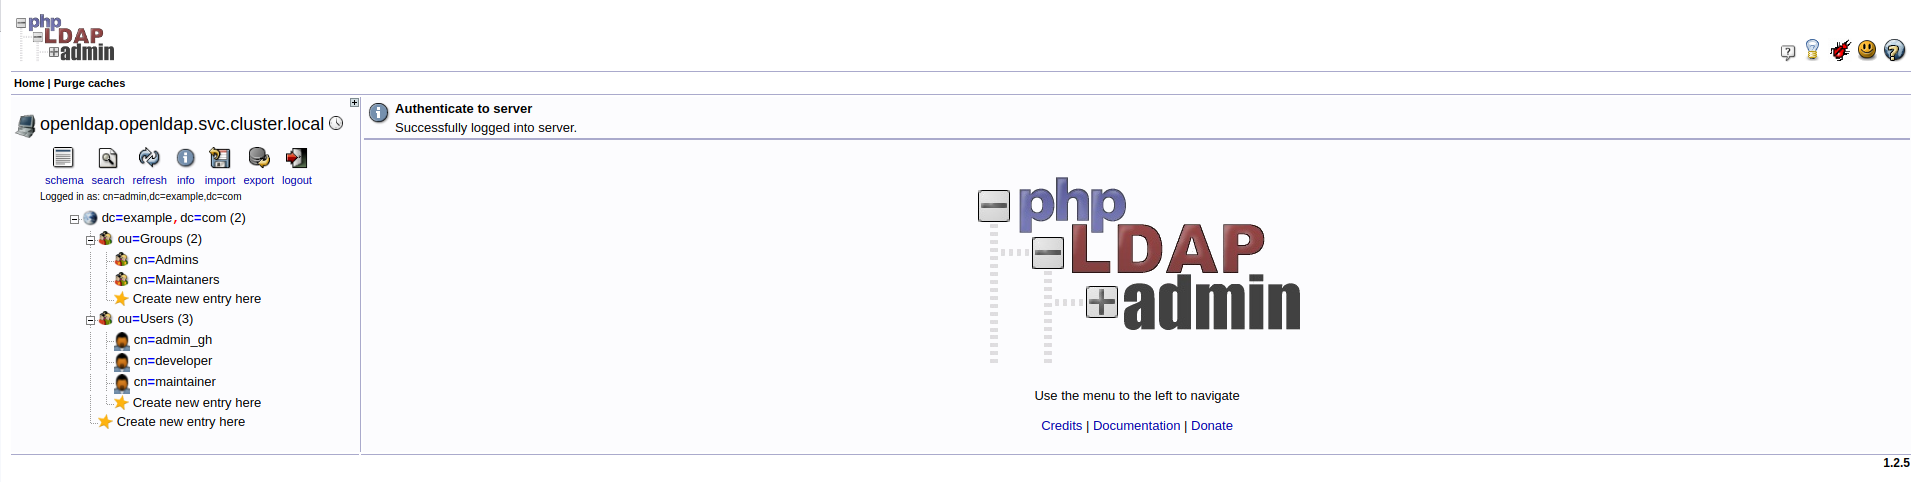 php
LDAP
admin
Home | Purge caches
openldap.openldap.svc.cluster.local
schema search refresh info import export logout
Logged in as: cn=admin,dc=example,dc=com
dc=example,dc=com (2)
ou=Groups (2)
cn=Admins
cn=Maintaners
Create new entry here
ou=Users (3)
cn=admin_gh
cn=developer
cn=maintainer
Create new entry here
Create new entry here
Authenticate to server
Successfully logged into server.
php
LDAP
admin
Use the menu to the left to navigate
Credits | Documentation | Donate
1.2.5